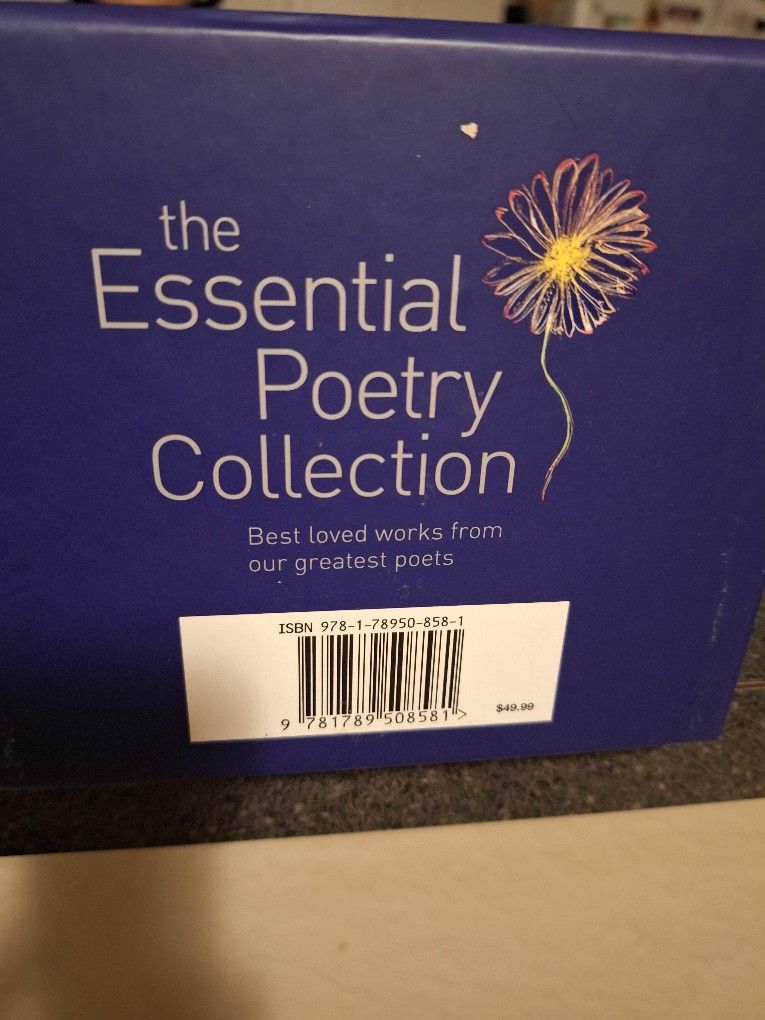 the
Essential
Poetry
Collection
Best loved works from
our greatest poets
ISBN 978-1-78950-858-1
9 781789 508581 >
$49.99